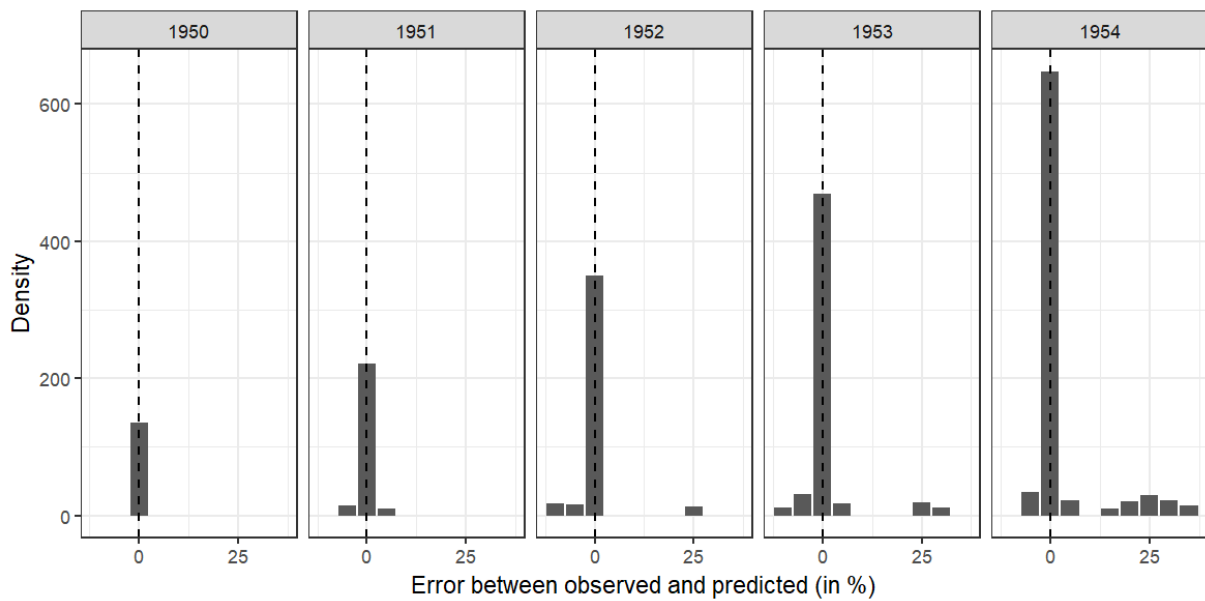 1950 1951 1952 1953 1954
600
400
200
0
Density
0 25 0 25 0 25 0 25 0 25
Error between observed and predicted (in %)